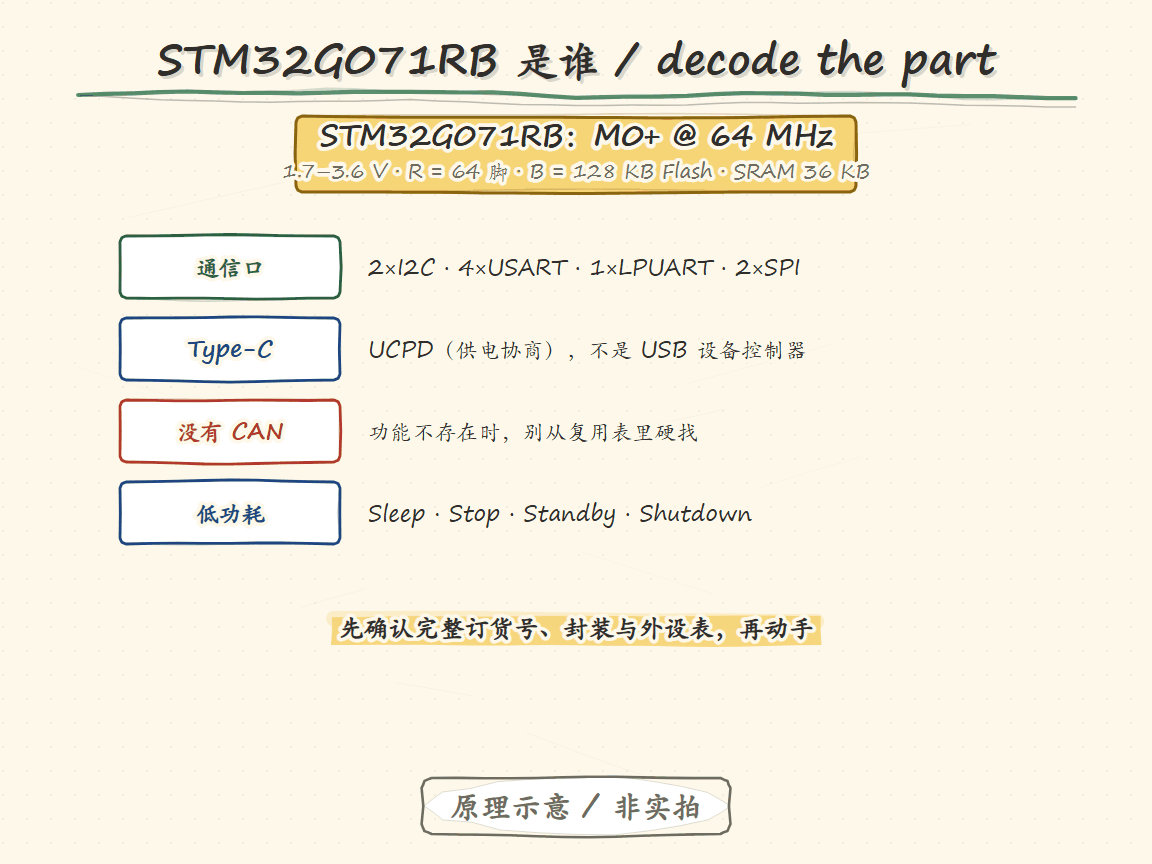 STM32G071RB 是谁 / decode the part
STM32G071RB：M0+ @ 64 MHz
1.7–3.6 V · R = 64 脚 · B = 128 KB Flash · SRAM 36 KB
通信口
2×I2C · 4×USART · 1×LPUART · 2×SPI
Type-C
UCPD（供电协商），不是 USB 设备控制器
没有 CAN
功能不存在时，别从复用表里硬找
低功耗
Sleep · Stop · Standby · Shutdown
先确认完整订货号、封装与外设表，再动手
原理示意 / 非实拍